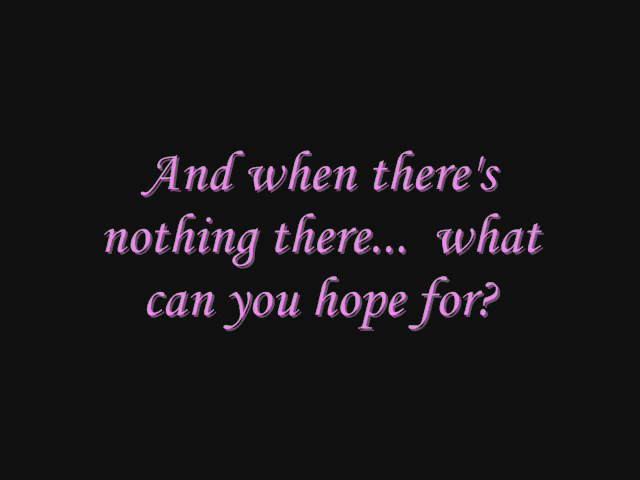 And when there's
nothing there...  what
can you hope for?